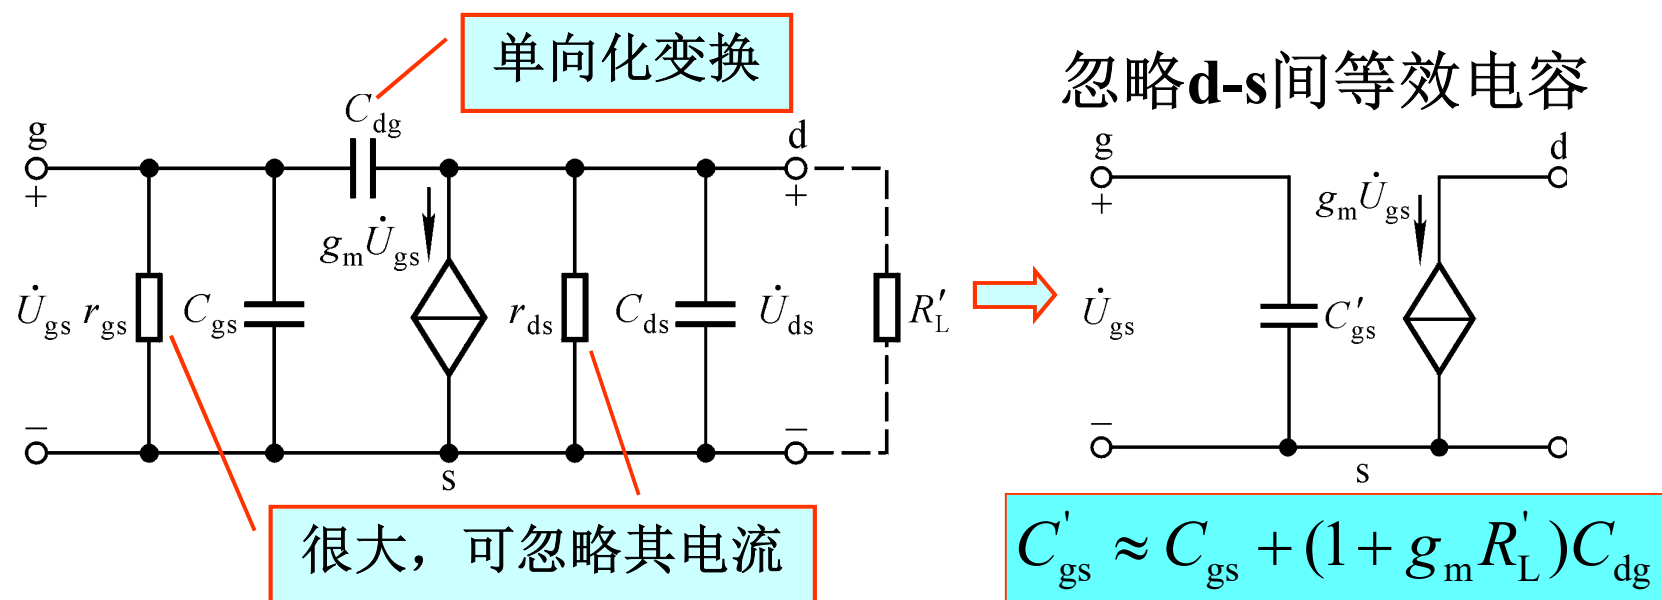 单向化变换
忽略d-s间等效电容
C_dg
g
d
+
+
g_m U̇_gs
U̇_gs
r_gs
C_gs
r_ds
C_ds
U̇_ds
R′_L
−
−
s
很大，可忽略其电流
g
d
+
g_m U̇_gs
U̇_gs
C′_gs
−
s
C'_gs ≈ C_gs + (1 + g_m R'_L)C_dg